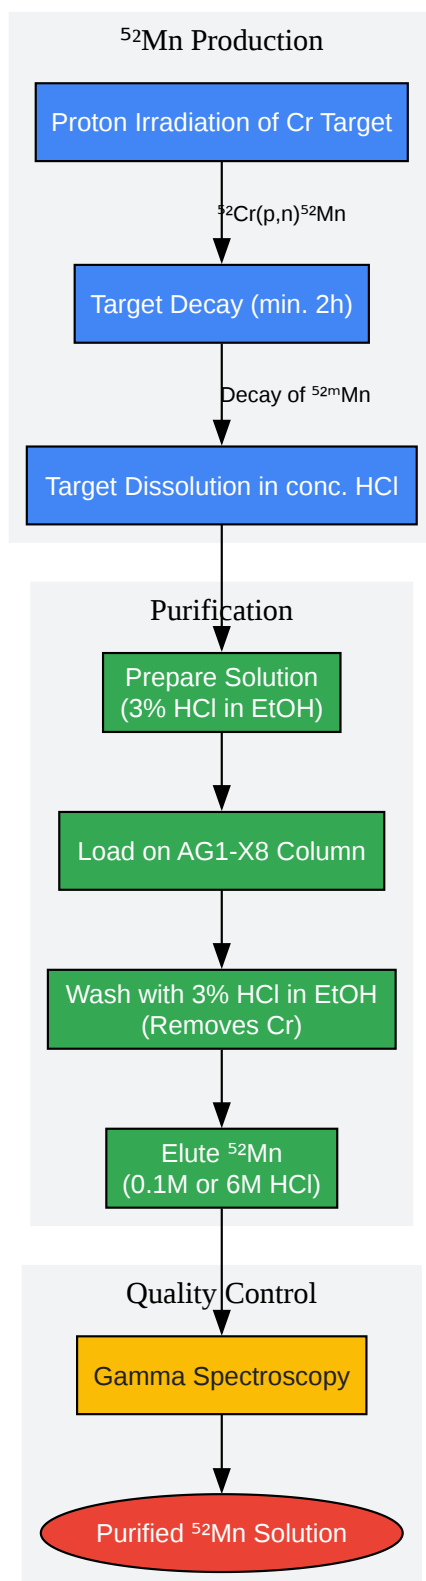 ⁵²Mn Production
Proton Irradiation of Cr Target
⁵²Cr(p,n)⁵²Mn
Target Decay (min. 2h)
Decay of ⁵²ᵐMn
Target Dissolution in conc. HCl
Purification
Prepare Solution
(3% HCl in EtOH)
Load on AG1-X8 Column
Wash with 3% HCl in EtOH
(Removes Cr)
Elute ⁵²Mn
(0.1M or 6M HCl)
Quality Control
Gamma Spectroscopy
Purified ⁵²Mn Solution